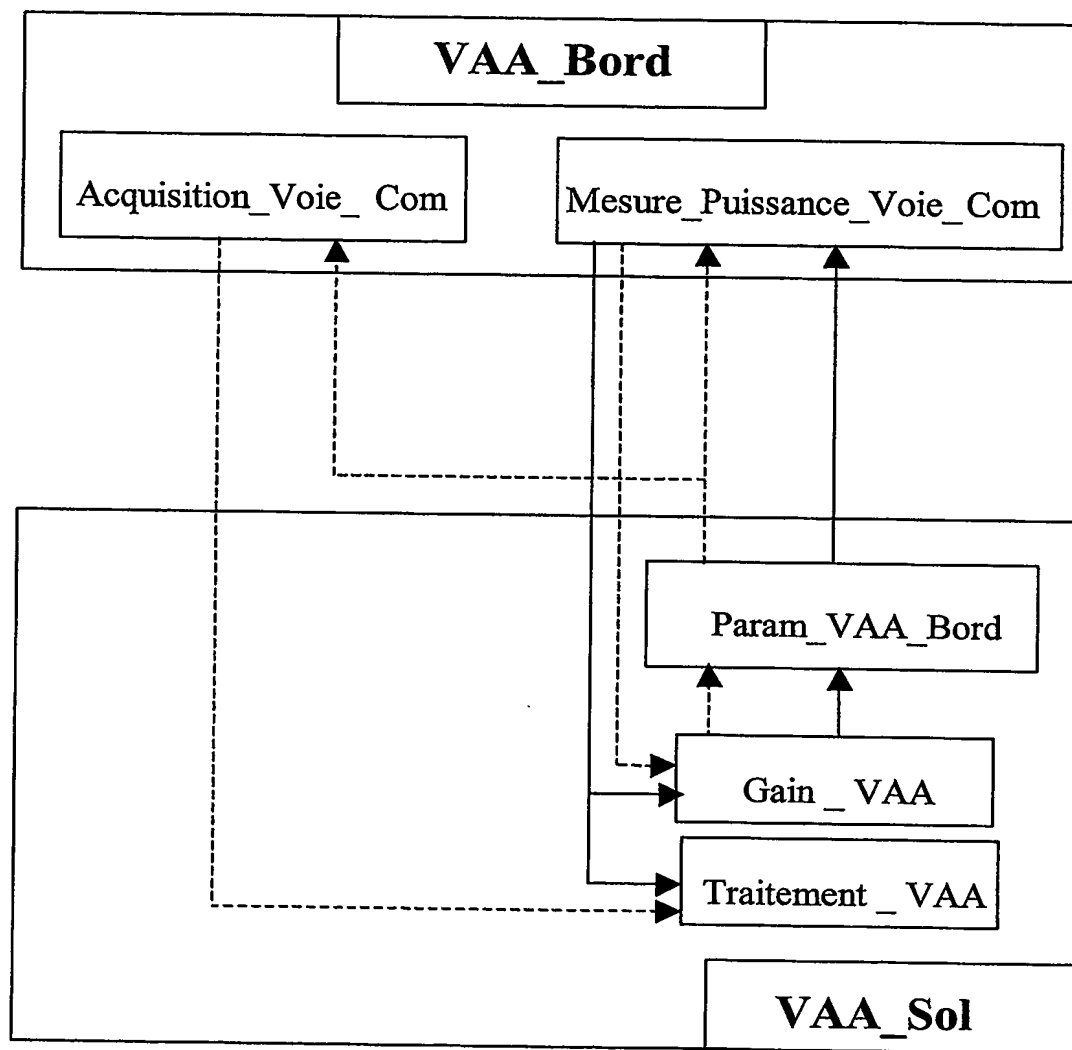 VAA_Bord
Acquisition_Voie_ Com
Mesure_Puissance_Voie_Com
Param_VAA_Bord
Gain _ VAA
Traitement _ VAA
VAA_Sol